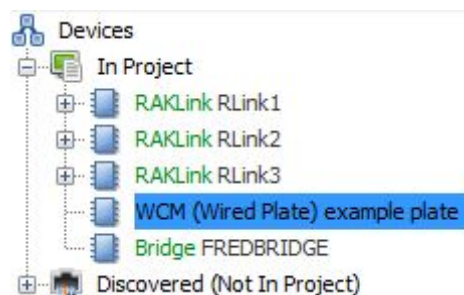 Devices
In Project
RAKLink RLink1
RAKLink RLink2
RAKLink RLink3
WCM (Wired Plate) example plate
Bridge FREDBRIDGE
Discovered (Not In Project)